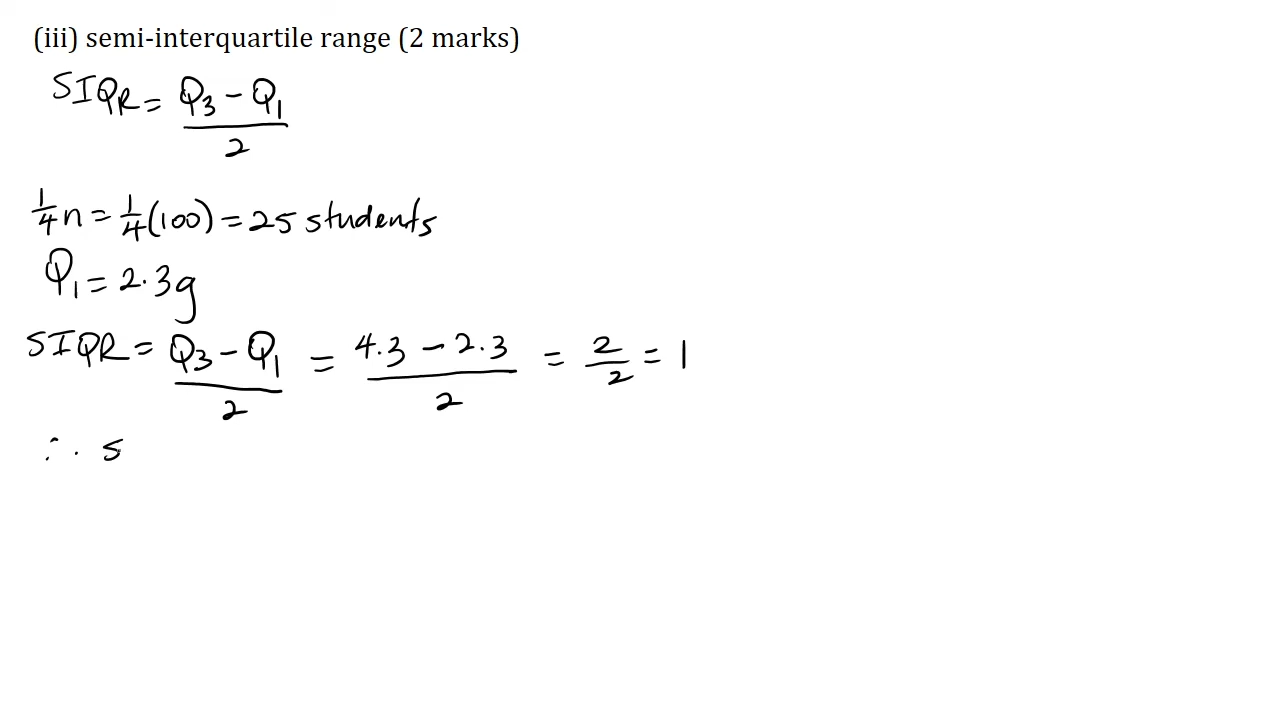 (iii) semi-interquartile range (2 marks)
SIQR = Q₃ - Q₁ / 2
1/4 n = 1/4 (100) = 25 students
Q₁ = 2.3g
SIQR = Q₃ - Q₁ / 2 = 4.3 - 2.3 / 2 = 2/2 = 1
∴ s